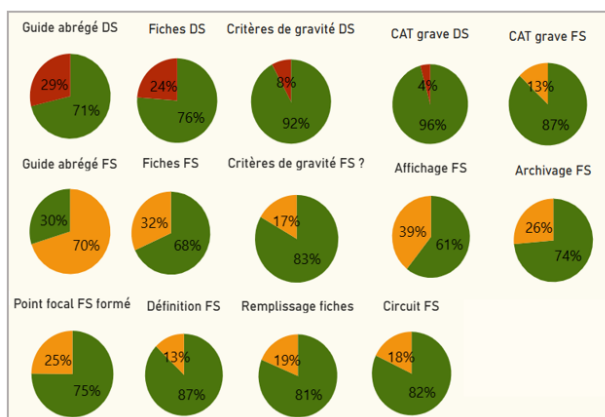 Guide abrégé DS
Fiches DS
Critères de gravité DS
CAT grave DS
CAT grave FS
29%
71%
24%
76%
8%
92%
4%
96%
13%
87%
Guide abrégé FS
Fiches FS
Critères de gravité FS ?
Affichage FS
Archivage FS
30%
70%
32%
68%
17%
83%
39%
61%
26%
74%
Point focal FS formé
Définition FS
Remplissage fiches
Circuit FS
25%
75%
13%
87%
19%
81%
18%
82%